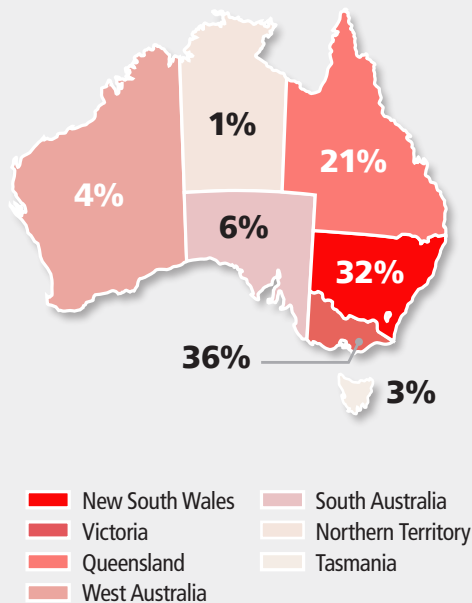 1%
21%
4%
6%
32%
36%
3%
New South Wales
Victoria
Queensland
West Australia
South Australia
Northern Territory
Tasmania